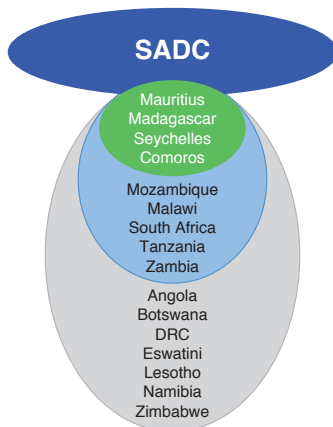 SADC
Mauritius
Madagascar
Seychelles
Comoros
Mozambique
Malawi
South Africa
Tanzania
Zambia
Angola
Botswana
DRC
Eswatini
Lesotho
Namibia
Zimbabwe